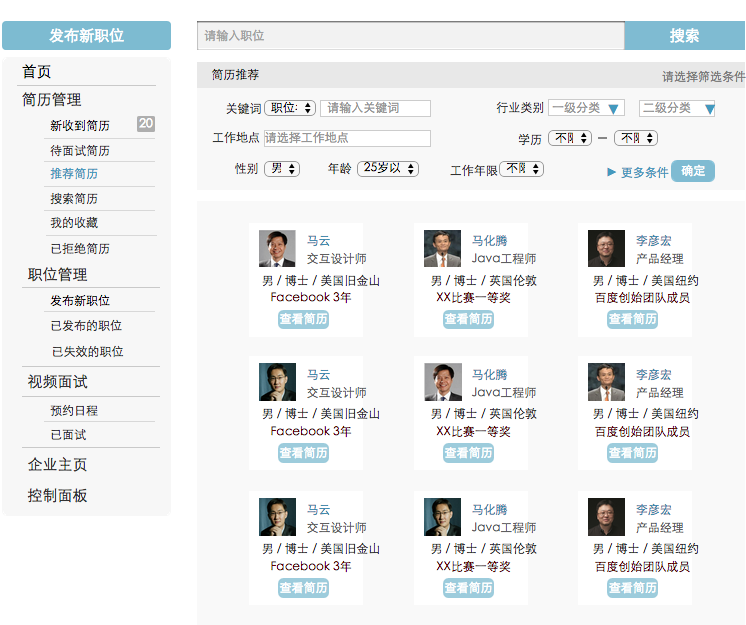 发布新职位
请输入职位
搜索
首页
简历管理
新收到简历 20
待面试简历
推荐简历
搜索简历
我的收藏
已拒绝简历
职位管理
发布新职位
已发布的职位
已失效的职位
视频面试
预约日程
已面试
企业主页
控制面板
简历推荐 请选择筛选条件
关键词 职位 请输入关键词 行业类别 一级分类 二级分类
工作地点 请选择工作地点 学历 不限 — 不限
性别 男 年龄 25岁以 工作年限 不限 更多条件 确定
马云 马化腾 李彦宏
交互设计师 Java工程师 产品经理
男 / 博士 / 美国旧金山 男 / 博士 / 英国伦敦 男 / 博士 / 美国纽约
Facebook 3年 XX比赛一等奖 百度创始团队成员
查看简历 查看简历 查看简历
马云 马化腾 李彦宏
交互设计师 Java工程师 产品经理
男 / 博士 / 美国旧金山 男 / 博士 / 英国伦敦 男 / 博士 / 美国纽约
Facebook 3年 XX比赛一等奖 百度创始团队成员
查看简历 查看简历 查看简历
马云 马化腾 李彦宏
交互设计师 Java工程师 产品经理
男 / 博士 / 美国旧金山 男 / 博士 / 英国伦敦 男 / 博士 / 美国纽约
Facebook 3年 XX比赛一等奖 百度创始团队成员
查看简历 查看简历 查看简历